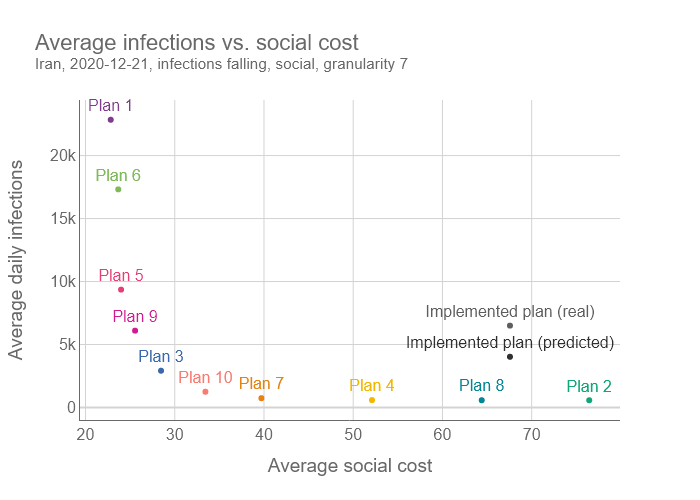 Average infections vs. social cost
Iran, 2020-12-21, infections falling, social, granularity 7
Plan 1
20k
Plan 6
15k
Plan 5
10k
Plan 9
Implemented plan (real)
5k
Implemented plan (predicted)
Plan 3
Plan 10
Plan 7
Plan 4
Plan 8
Plan 2
0
20
30
40
50
60
70
Average social cost
Average daily infections